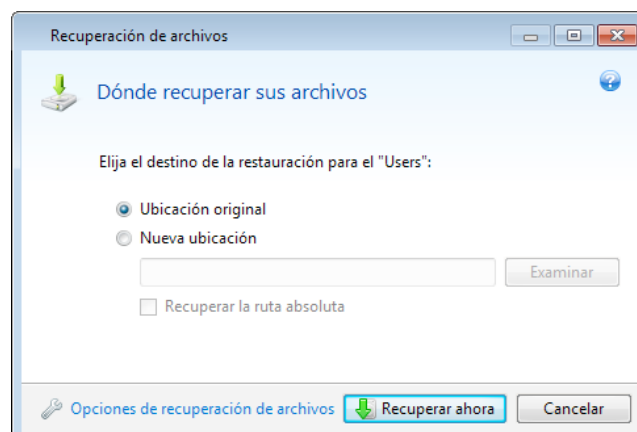 Recuperación de archivos
Dónde recuperar sus archivos
Elija el destino de la restauración para el "Users":
Ubicación original
Nueva ubicación
Examinar
Recuperar la ruta absoluta
Opciones de recuperación de archivos Recuperar ahora Cancelar